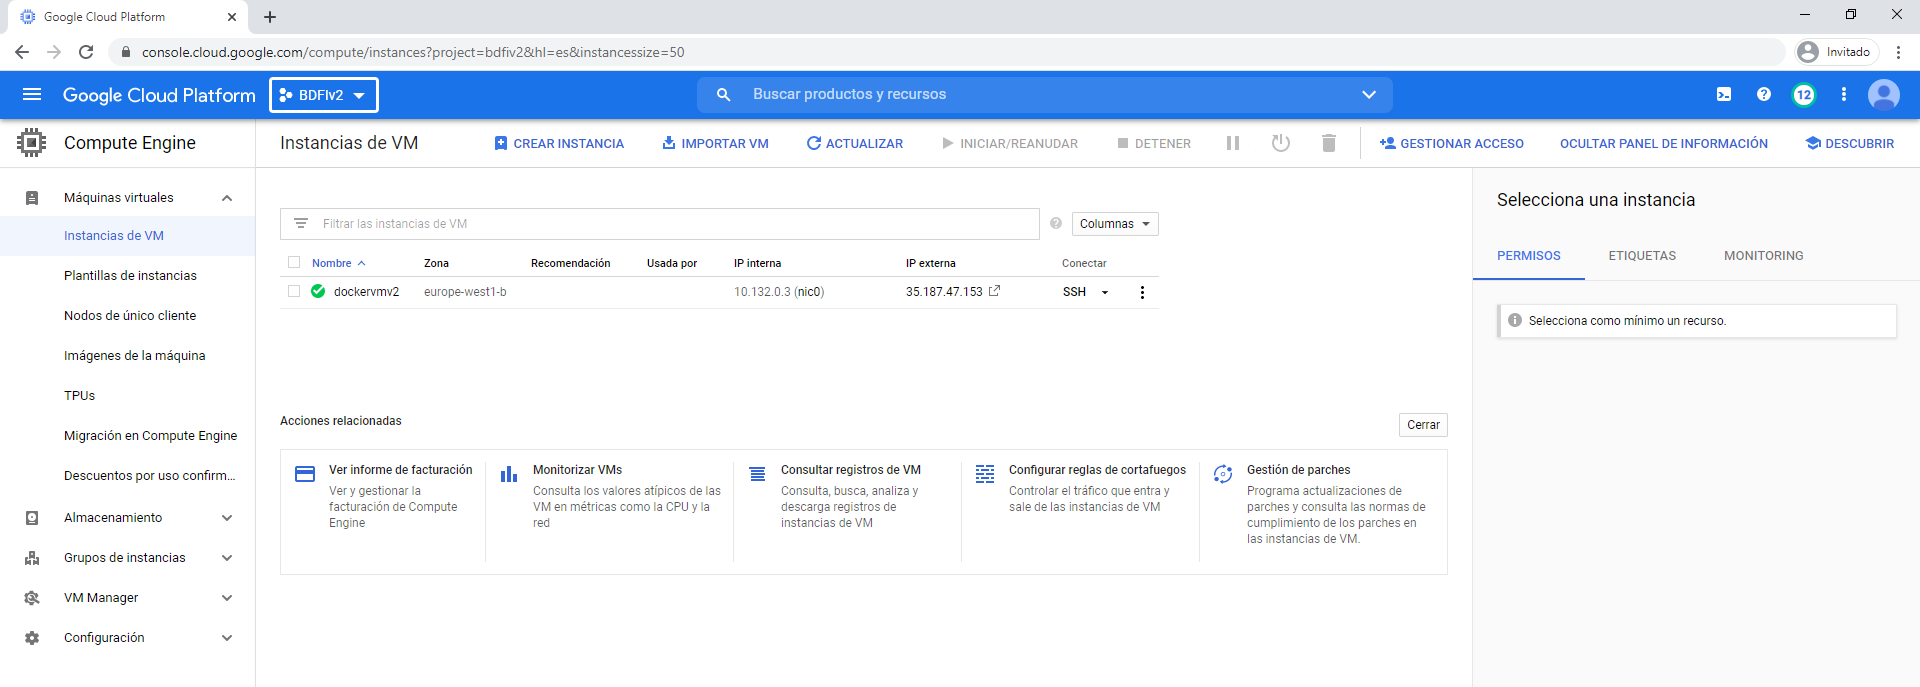 Google Cloud Platform
console.cloud.google.com/compute/instances?project=bdfiv2&hl=es&instancessize=50
Invitado
Google Cloud Platform
BDFIv2
Buscar productos y recursos
12
Compute Engine
Instancias de VM
CREAR INSTANCIA
IMPORTAR VM
ACTUALIZAR
INICIAR/REANUDAR
DETENER
GESTIONAR ACCESO
OCULTAR PANEL DE INFORMACIÓN
DESCUBRIR
Máquinas virtuales
Instancias de VM
Plantillas de instancias
Nodos de único cliente
Imágenes de la máquina
TPUs
Migración en Compute Engine
Descuentos por uso confirm...
Almacenamiento
Grupos de instancias
VM Manager
Configuración
Filtrar las instancias de VM
Columnas
Nombre Zona Recomendación Usada por IP interna IP externa Conectar
dockervmv2 europe-west1-b 10.132.0.3 (nic0) 35.187.47.153 SSH
Acciones relacionadas
Cerrar
Ver informe de facturación
Ver y gestionar la
facturación de Compute
Engine
Monitorizar VMs
Consulta los valores atípicos de las
VM en métricas como la CPU y la
red
Consultar registros de VM
Consulta, busca, analiza y
descarga registros de
instancias de VM
Configurar reglas de cortafuegos
Controlar el tráfico que entra y
sale de las instancias de VM
Gestión de parches
Programa actualizaciones de
parches y consulta las normas de
cumplimiento de los parches en
las instancias de VM.
Selecciona una instancia
PERMISOS
ETIQUETAS
MONITORING
Selecciona como mínimo un recurso.